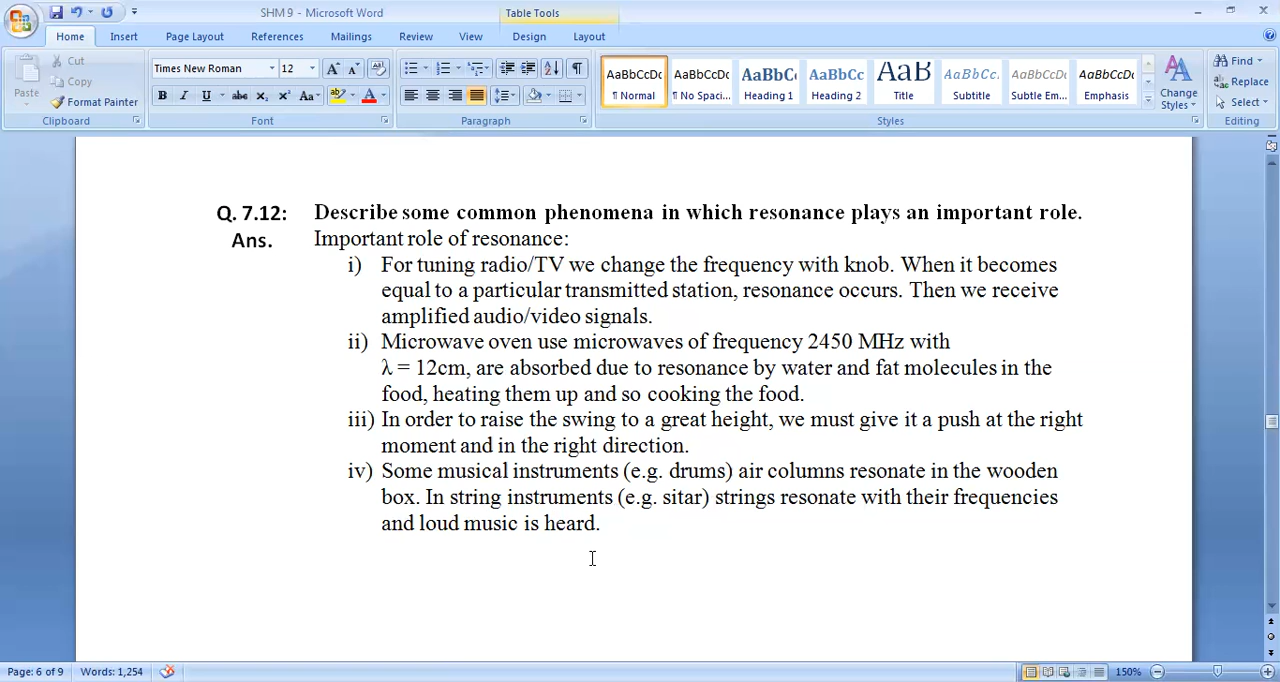 SHM 9 - Microsoft Word
Table Tools
Home Insert Page Layout References Mailings Review View Design Layout
Paste
Cut
Copy
Format Painter
Clipboard
Times New Roman 12
Font
Paragraph
AaBbCcDc AaBbCcDc AaBbC AaBbCc AaB AaBbCc. AaBbCcDc AaBbCcDc
¶ Normal ¶ No Spaci... Heading 1 Heading 2 Title Subtitle Subtle Em... Emphasis
Change
Styles
Styles
Find
Replace
Select
Editing
Q. 7.12: Describe some common phenomena in which resonance plays an important role.
Ans. Important role of resonance:
i) For tuning radio/TV we change the frequency with knob. When it becomes
equal to a particular transmitted station, resonance occurs. Then we receive
amplified audio/video signals.
ii) Microwave oven use microwaves of frequency 2450 MHz with
λ = 12cm, are absorbed due to resonance by water and fat molecules in the
food, heating them up and so cooking the food.
iii) In order to raise the swing to a great height, we must give it a push at the right
moment and in the right direction.
iv) Some musical instruments (e.g. drums) air columns resonate in the wooden
box. In string instruments (e.g. sitar) strings resonate with their frequencies
and loud music is heard.
Page: 6 of 9 Words: 1,254 150%